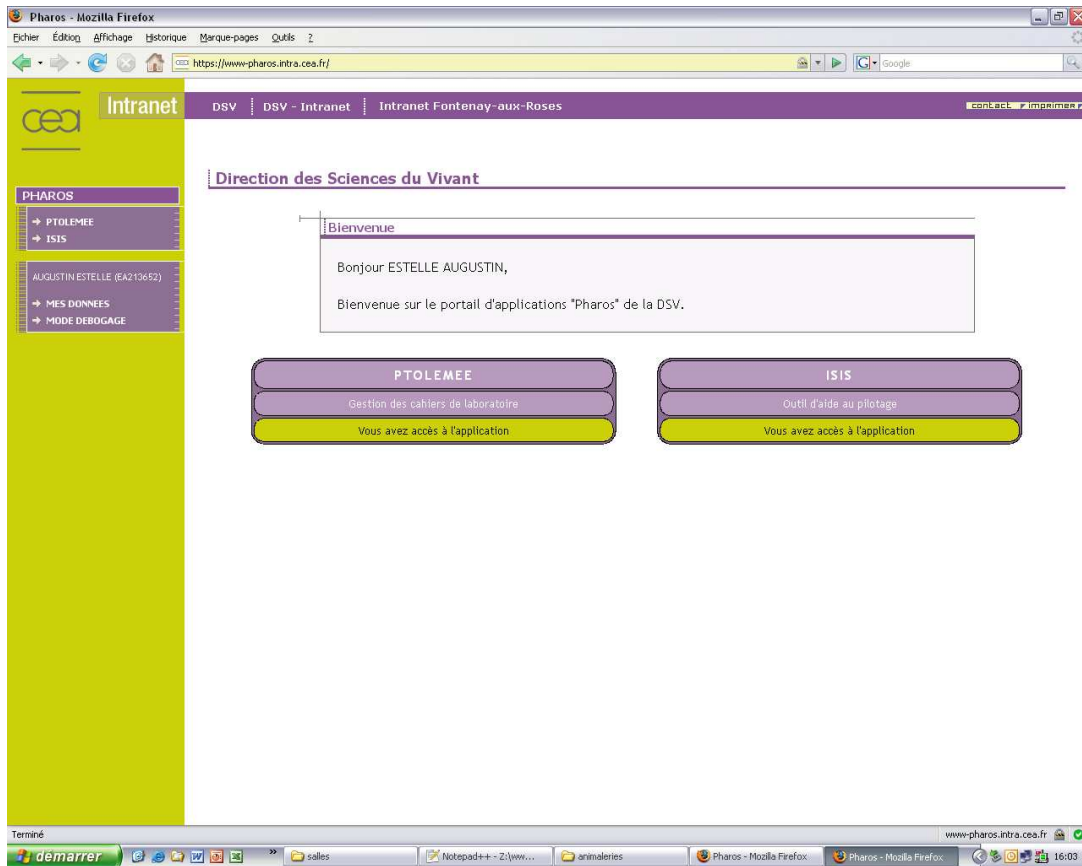 Pharos - Mozilla Firefox
Fichier Édition Affichage Historique Marque-pages Outils ?
https://www-pharos.intra.cea.fr/
Google
cea
Intranet
DSV DSV - Intranet Intranet Fontenay-aux-Roses
contact imprimer
Direction des Sciences du Vivant
PHAROS
PTOLEMEE
ISIS
AUGUSTIN ESTELLE (EA213652)
MES DONNEES
MODE DEBOGAGE
Bienvenue
Bonjour ESTELLE AUGUSTIN,
Bienvenue sur le portail d'applications "Pharos" de la DSV.
PTOLEMEE
Gestion des cahiers de laboratoire
Vous avez accès à l'application
ISIS
Outil d'aide au pilotage
Vous avez accès à l'application
Terminé
www-pharos.intra.cea.fr
démarrer
salles
Notepad++ - Z:\ww...
animaleries
Pharos - Mozilla Firefox
Pharos - Mozilla Firefox
16:03